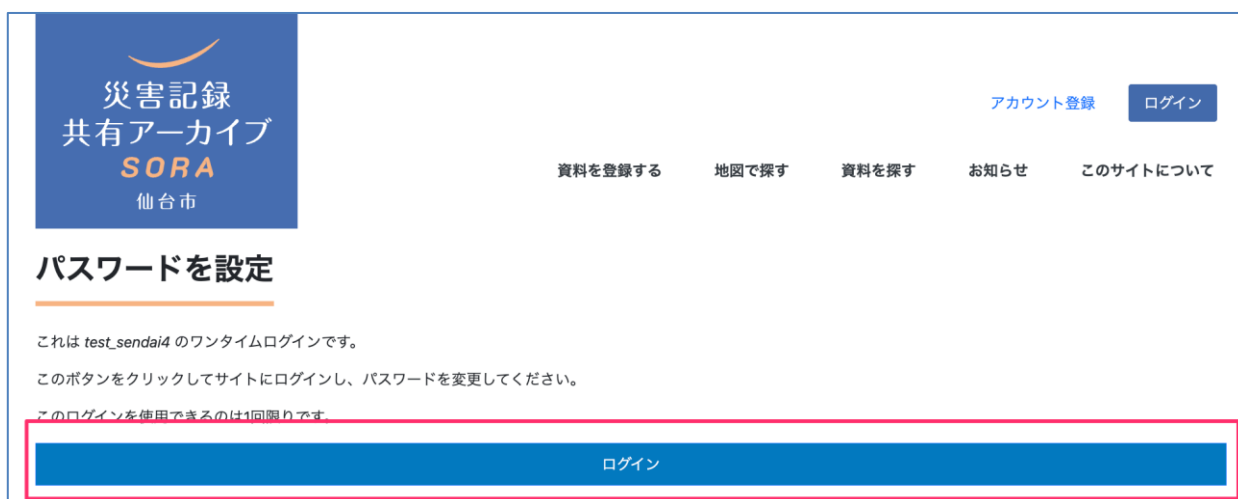 災害記録
共有アーカイブ
SORA
仙台市
アカウント登録 ログイン
資料を登録する 地図で探す 資料を探す お知らせ このサイトについて
パスワードを設定
これは test_sendai4 のワンタイムログインです。
このボタンをクリックしてサイトにログインし、パスワードを変更してください。
このログインを使用できるのは1回限りです。
ログイン